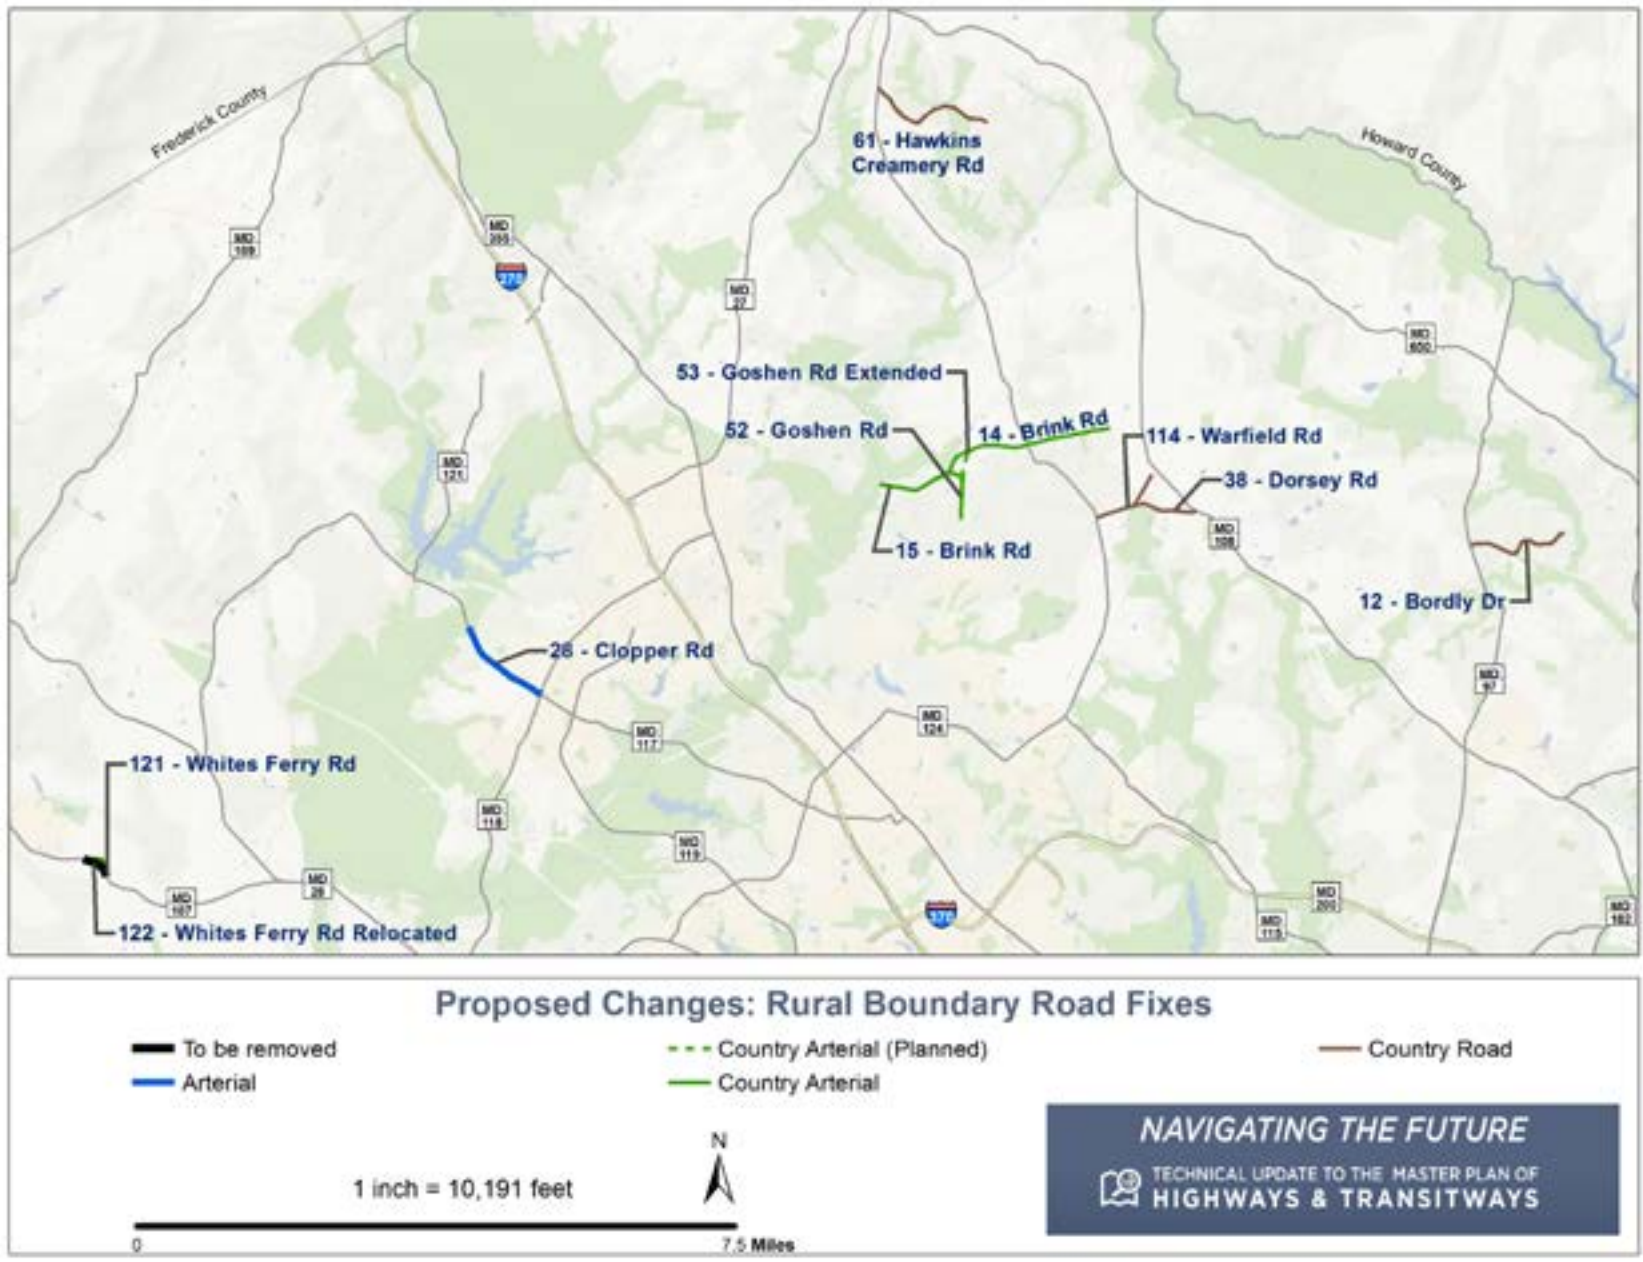 Frederick County
Howard County
61 - Hawkins
Creamery Rd
MD
109
MD
355
270
MD
27
MD
650
53 - Goshen Rd Extended
52 - Goshen Rd
14 - Brink Rd
114 - Warfield Rd
MD
121
38 - Dorsey Rd
MD
108
15 - Brink Rd
12 - Bordly Dr
28 - Clopper Rd
MD
97
MD
124
MD
117
121 - Whites Ferry Rd
MD
118
MD
119
MD
28
MD
107
MD
200
370
MD
115
MD
182
122 - Whites Ferry Rd Relocated
Proposed Changes: Rural Boundary Road Fixes
To be removed
Country Arterial (Planned)
Country Road
Arterial
Country Arterial
N
1 inch = 10,191 feet
0
7.5 Miles
NAVIGATING THE FUTURE
TECHNICAL UPDATE TO THE MASTER PLAN OF
HIGHWAYS & TRANSITWAYS